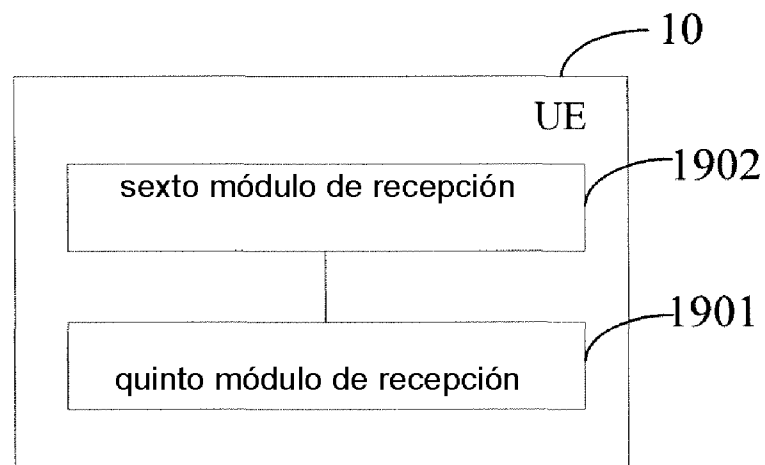 10
UE
1902
sexto módulo de recepción
1901
quinto módulo de recepción